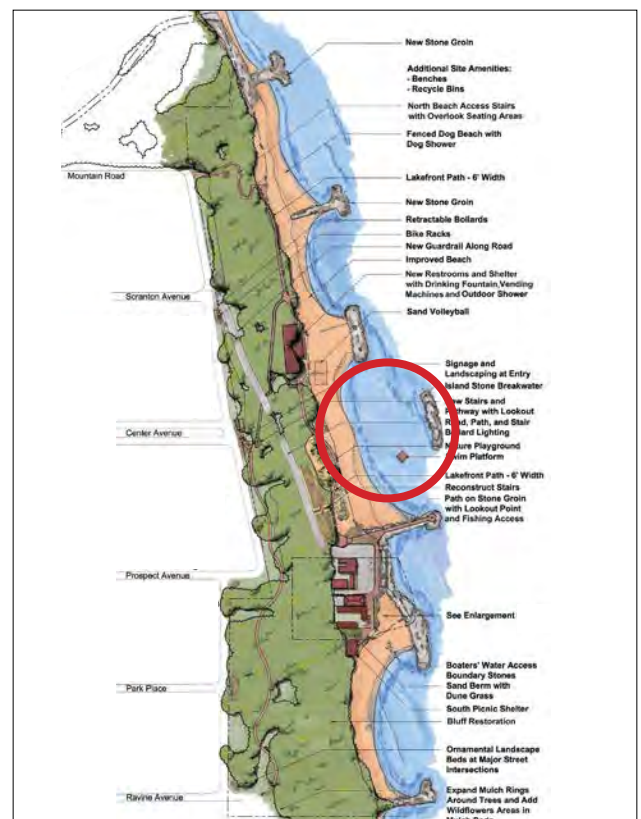 New Stone Groin
Additional Site Amenities:
- Benches
- Recycle Bins
North Beach Access Stairs
with Overlook Seating Areas
Fenced Dog Beach with
Dog Shower
Mountain Road
Lakefront Path - 6' Width
New Stone Groin
Retractable Bollards
Bike Racks
New Guardrail Along Road
Improved Beach
New Restrooms and Shelter
with Drinking Fountain,Vending
Machines and Outdoor Shower
Scranton Avenue
Sand Volleyball
Signage and
Landscaping at Entry
Island Stone Breakwater
Stairs and
Pathway with Lookout
Road, Path, and Stair
Bollard Lighting
Center Avenue
Nature Playground
Swim Platform
Lakefront Path - 6' Width
Reconstruct Stairs
Path on Stone Groin
with Lookout Point
and Fishing Access
Prospect Avenue
See Enlargement
Boaters' Water Access
Boundary Stones
Sand Berm with
Dune Grass
Park Place
South Picnic Shelter
Bluff Restoration
Ornamental Landscape
Beds at Major Street
Intersections
Ravine Avenue
Expand Mulch Rings
Around Trees and Add
Wildflowers Areas in